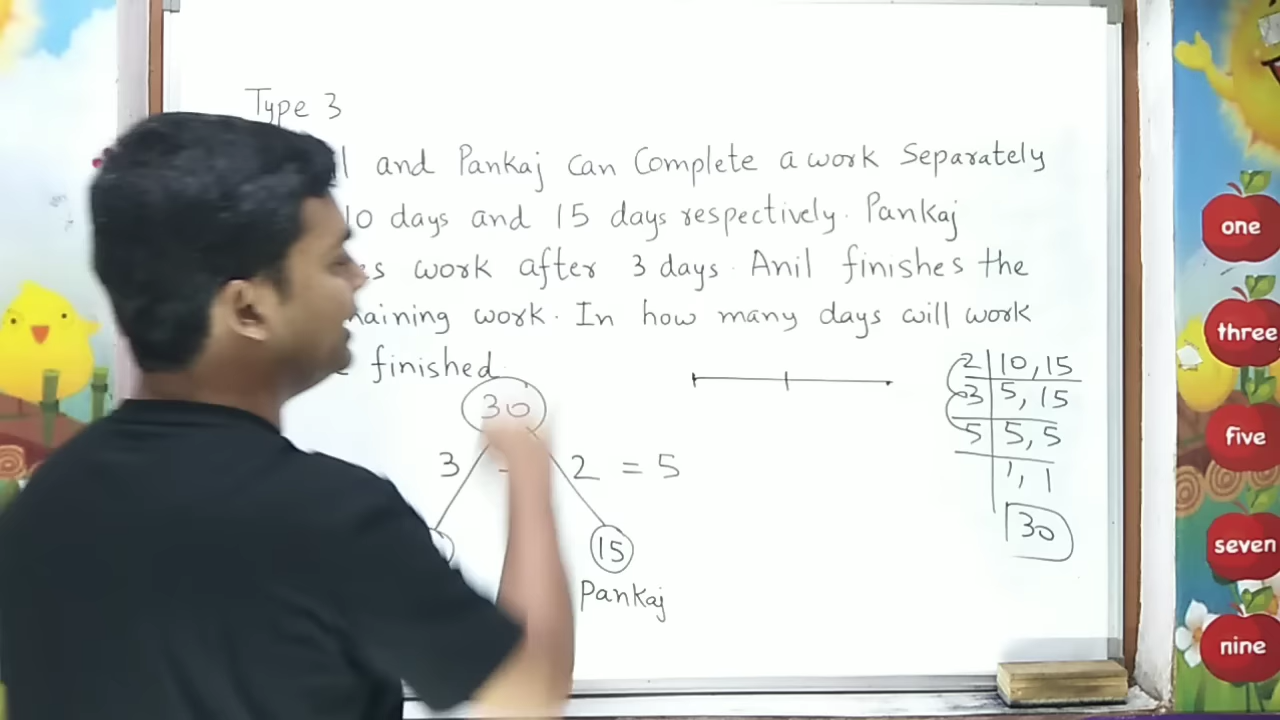 Type 3
and Pankaj can Complete a work Separately
10 days and 15 days respectively. Pankaj
work after 3 days. Anil finishes the
work. In how many days will work
finished.
30
3 2 = 5
15
Pankaj
2 10, 15
3 5, 15
5 5, 5
1, 1
30
one
three
five
seven
nine